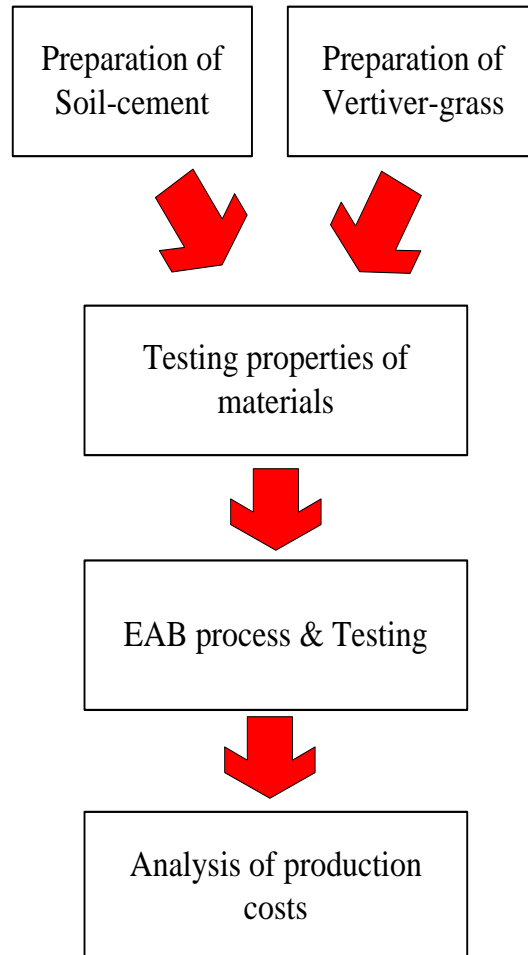 Preparation of
Soil-cement
Preparation of
Vertiver-grass
Testing properties of
materials
EAB process & Testing
Analysis of production
costs